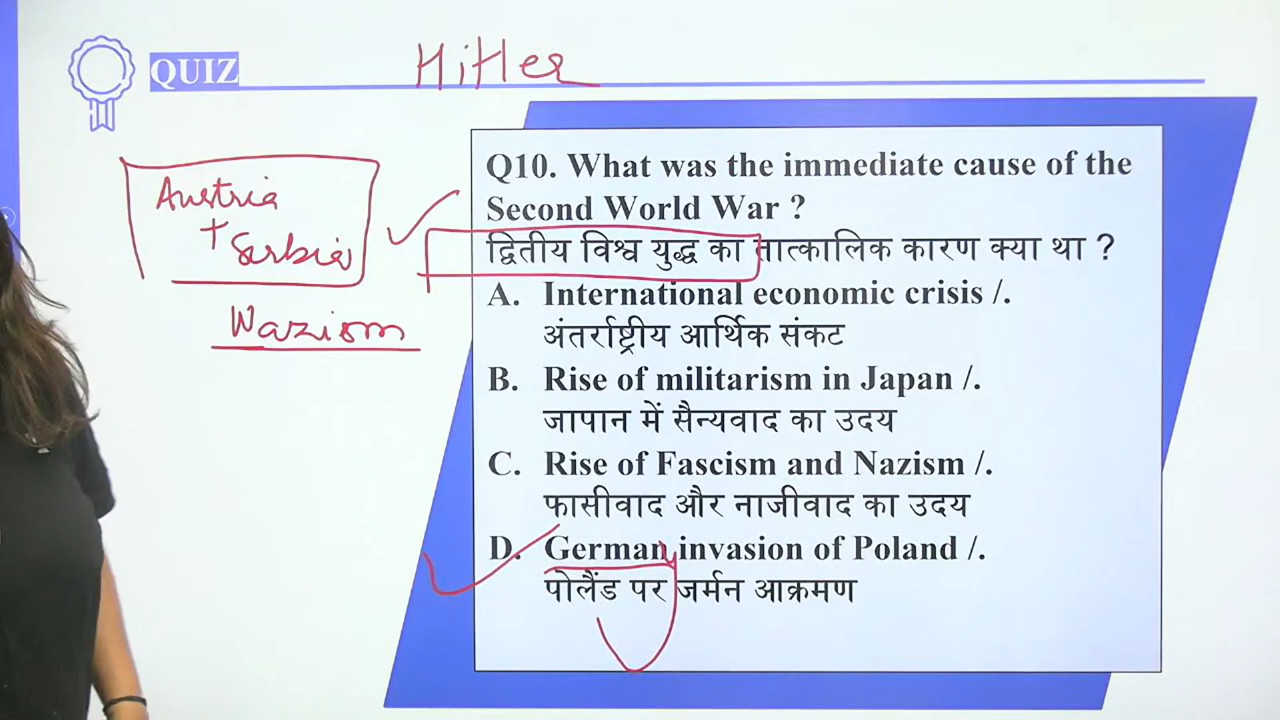 QUIZ
Hitler
Austria
+ Serbia
Wazism
Q10. What was the immediate cause of the
Second World War ?
द्वितीय विश्व युद्ध का तात्कालिक कारण क्या था ?
A. International economic crisis /.
अंतर्राष्ट्रीय आर्थिक संकट
B. Rise of militarism in Japan /.
जापान में सैन्यवाद का उदय
C. Rise of Fascism and Nazism /.
फासीवाद और नाजीवाद का उदय
D. German invasion of Poland /.
पोलैंड पर जर्मन आक्रमण